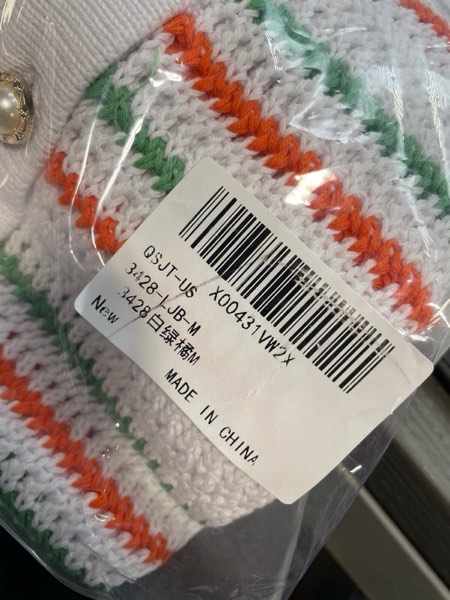 X00431VW2X
QSJT-US
3428-LJB-M
3428白绿橘M
New
MADE IN CHINA